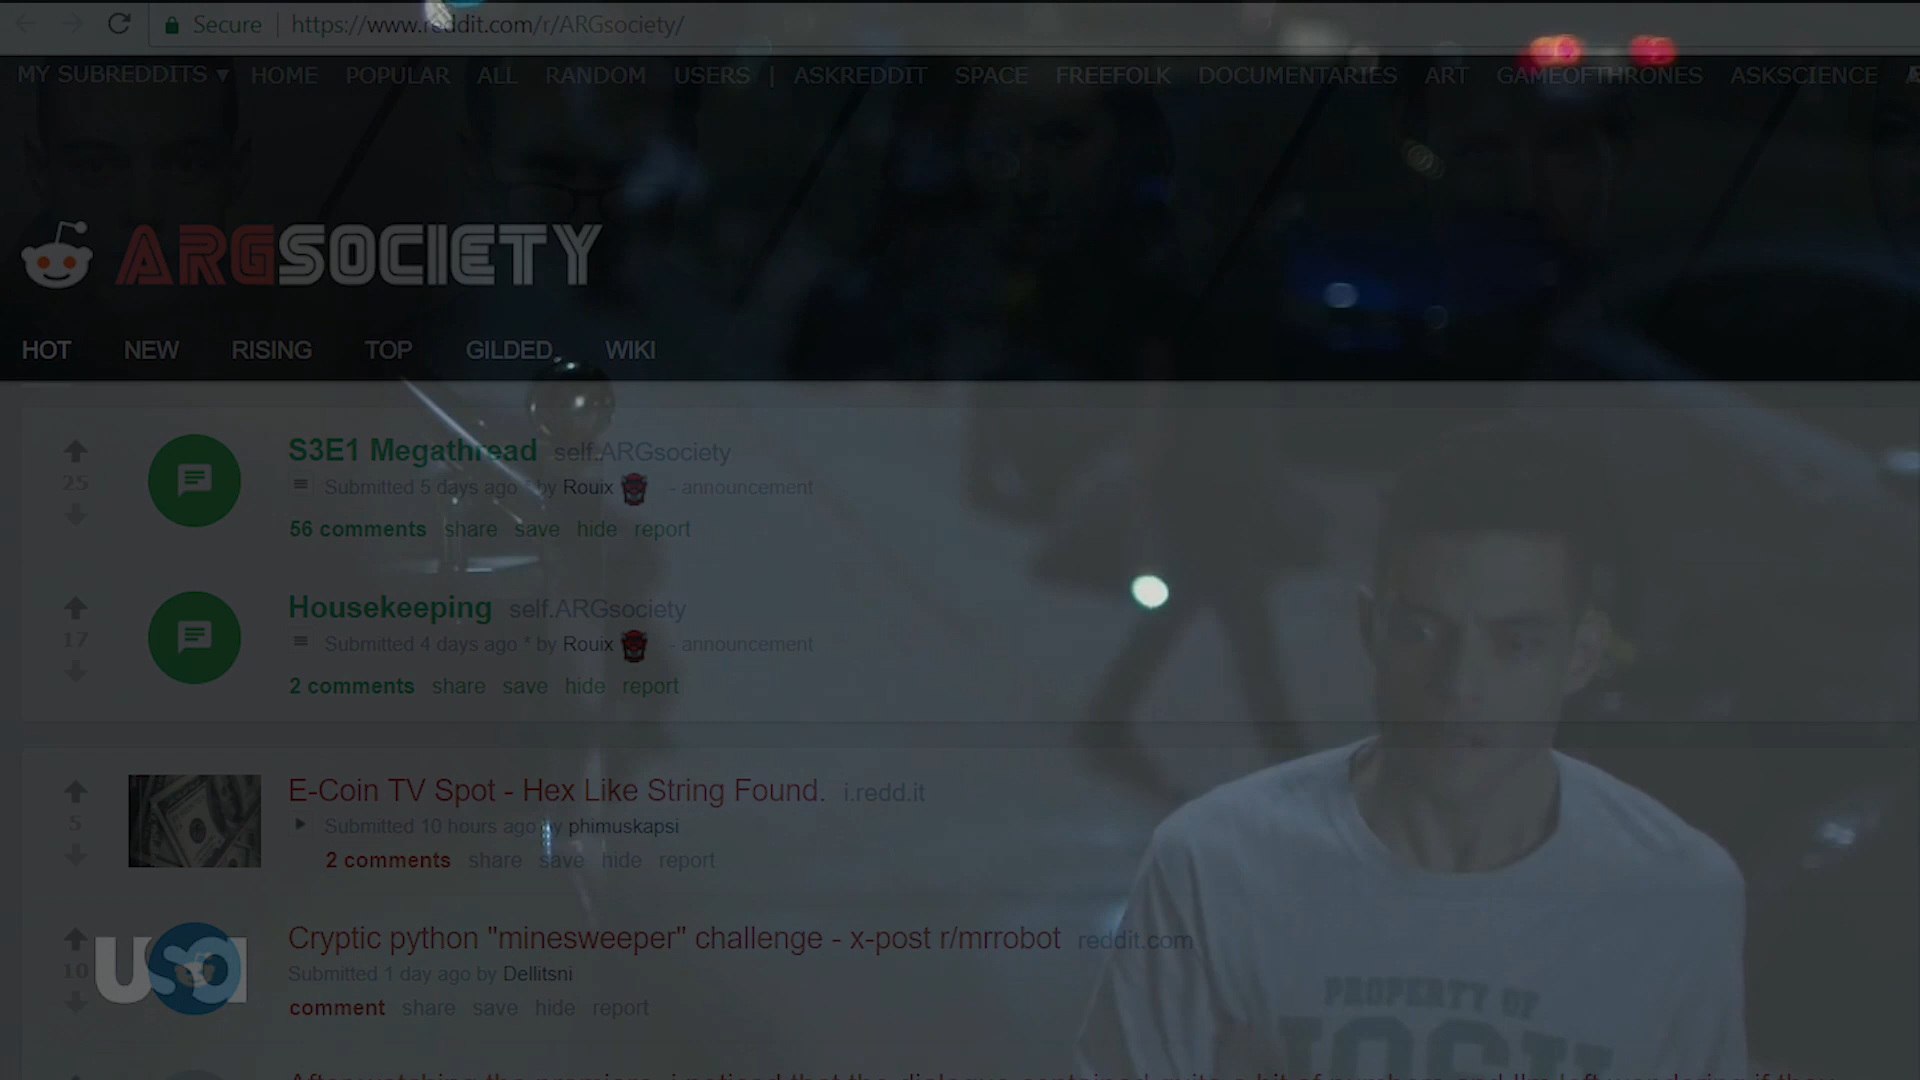 Secure | https://www.reddit.com/r/ARGsociety/
MY SUBREDDITS ▾ HOME POPULAR ALL RANDOM USERS | ASKREDDIT SPACE FREEFOLK DOCUMENTARIES ART GAMEOFTHRONES ASKSCIENCE
ARGSOCIETY
HOT NEW RISING TOP GILDED WIKI
S3E1 Megathread self.ARGsociety
25
Submitted 5 days ago * by Rouix - announcement
56 comments share save hide report
Housekeeping self.ARGsociety
17
Submitted 4 days ago * by Rouix - announcement
2 comments share save hide report
E-Coin TV Spot - Hex Like String Found. i.redd.it
5
Submitted 10 hours ago by phimuskapsi
2 comments share save hide report
Cryptic python "minesweeper" challenge - x-post r/mrrobot reddit.com
10
usa
Submitted 1 day ago by Dellitsni
comment share save hide report
PROPERTY OF